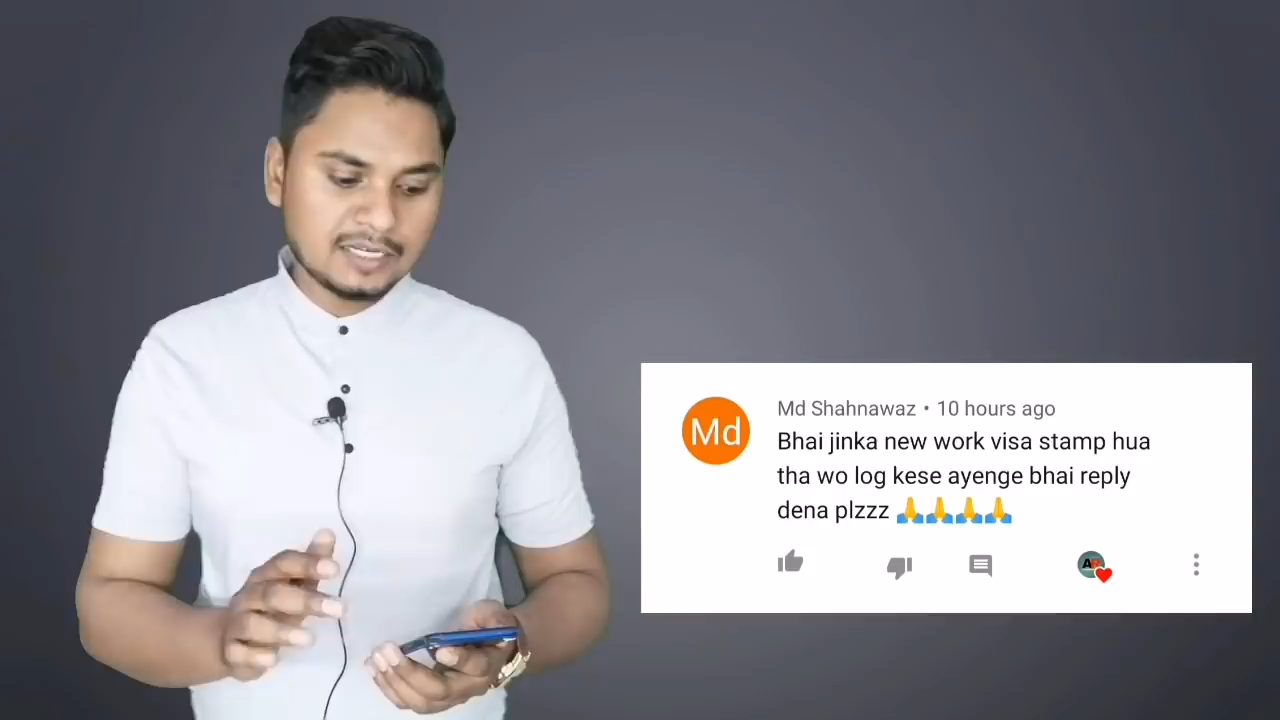 Md
Md Shahnawaz • 10 hours ago
Bhai jinka new work visa stamp hua
tha wo log kese ayenge bhai reply
dena plzzz 🙏🙏🙏🙏